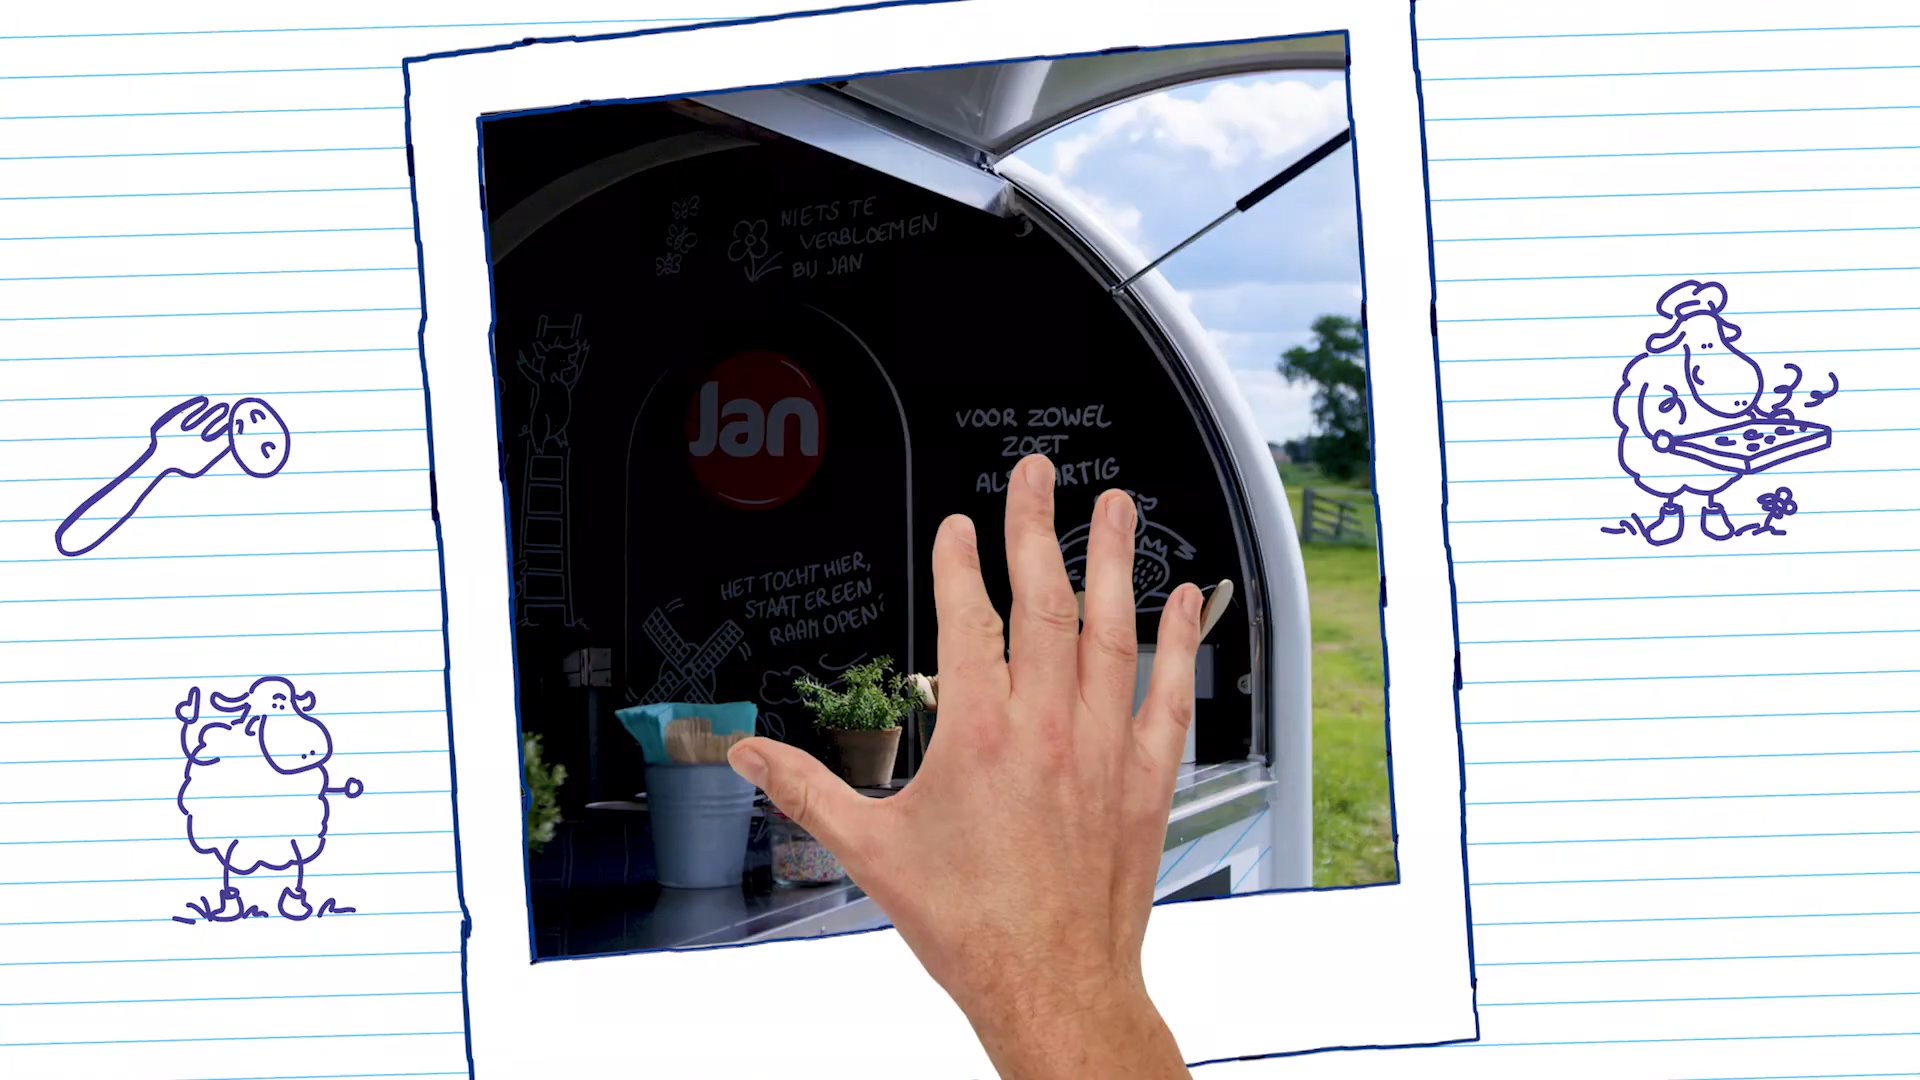 NIETS TE
VERBLOEMEN
BIJ JAN
Jan
VOOR ZOWEL
ZOET
HET TOCHT HIER,
STAAT ER EEN
RAAM OPEN?